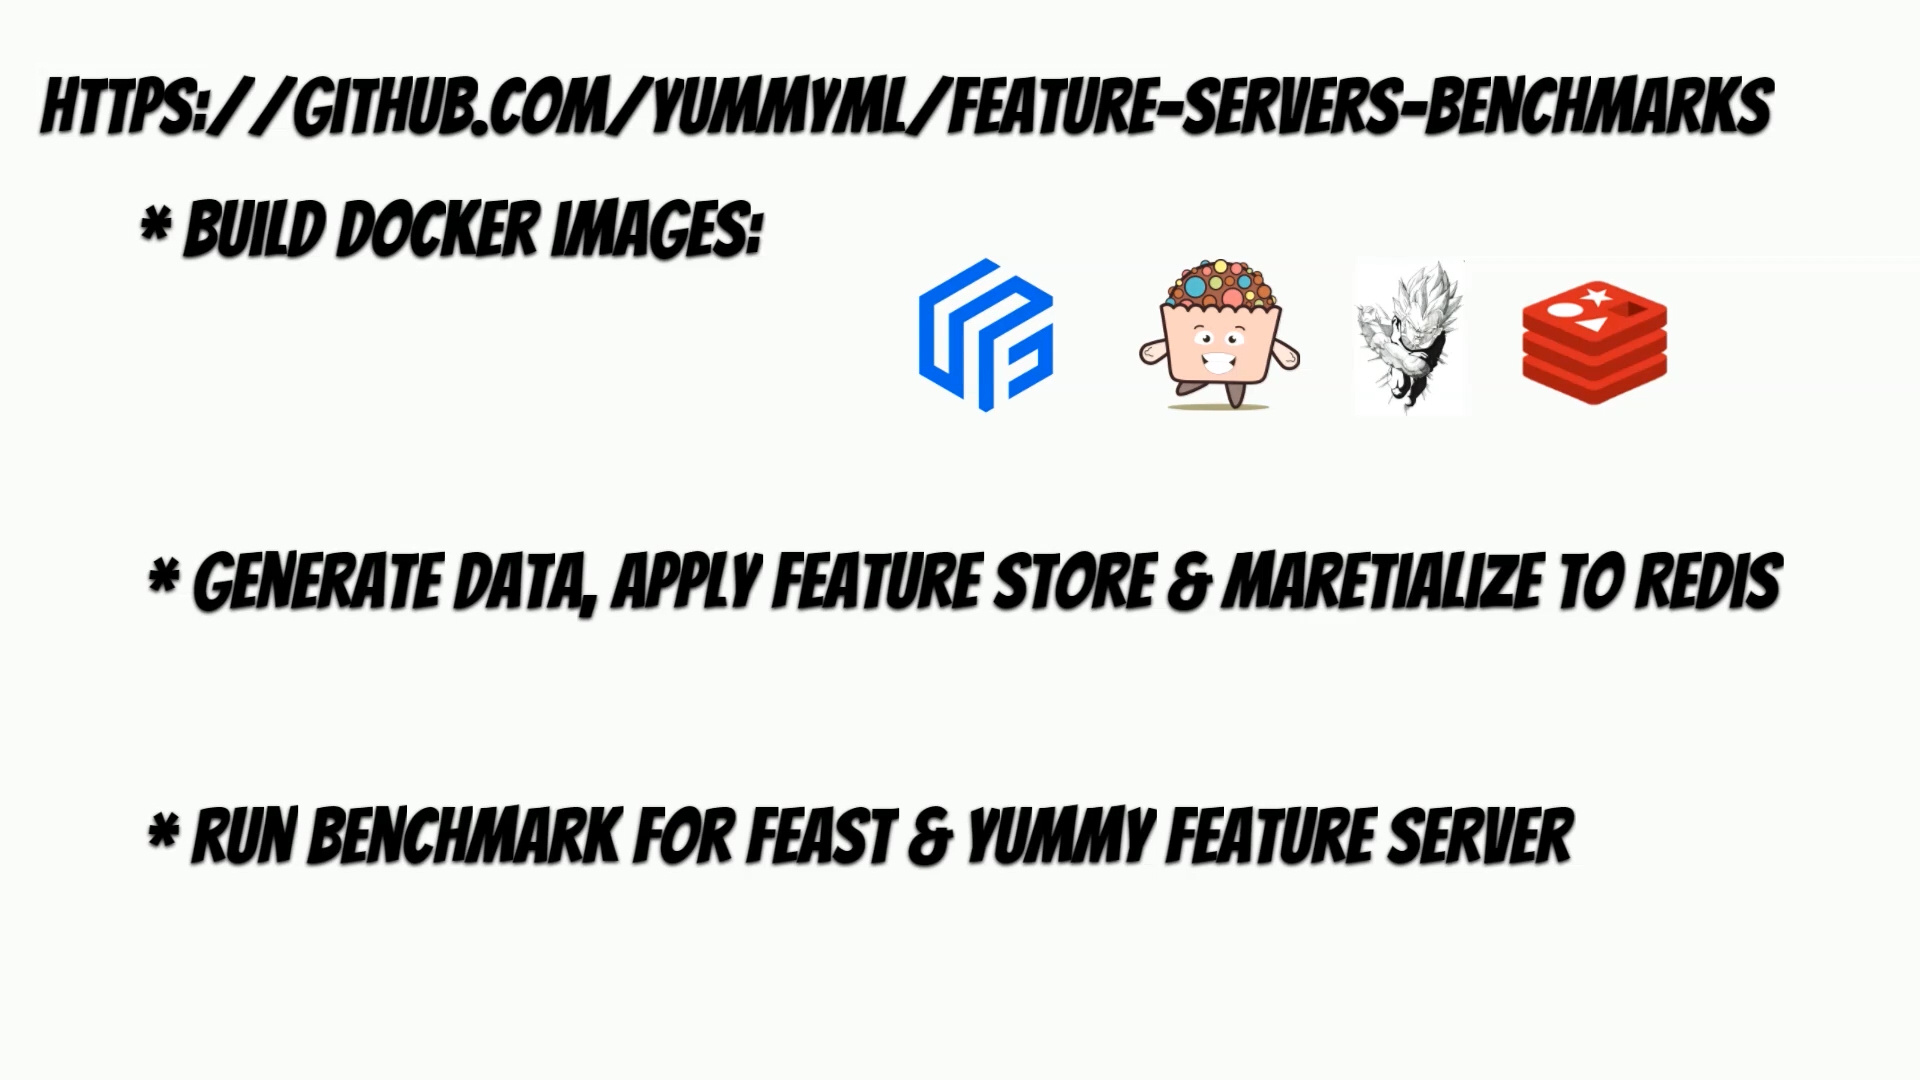 HTTPS://GITHUB.COM/YUMMYML/FEATURE-SERVERS-BENCHMARKS
* BUILD DOCKER IMAGES:
* GENERATE DATA, APPLY FEATURE STORE & MARETIALIZE TO REDIS
* RUN BENCHMARK FOR FEAST & YUMMY FEATURE SERVER